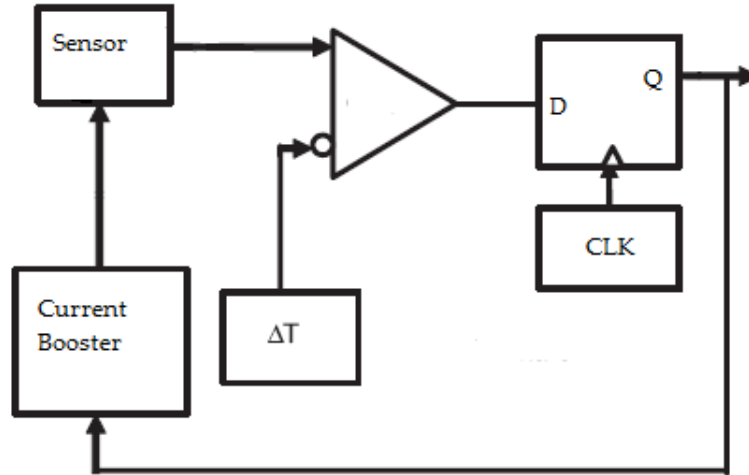 Sensor
D
Q
CLK
Current
Booster
ΔT